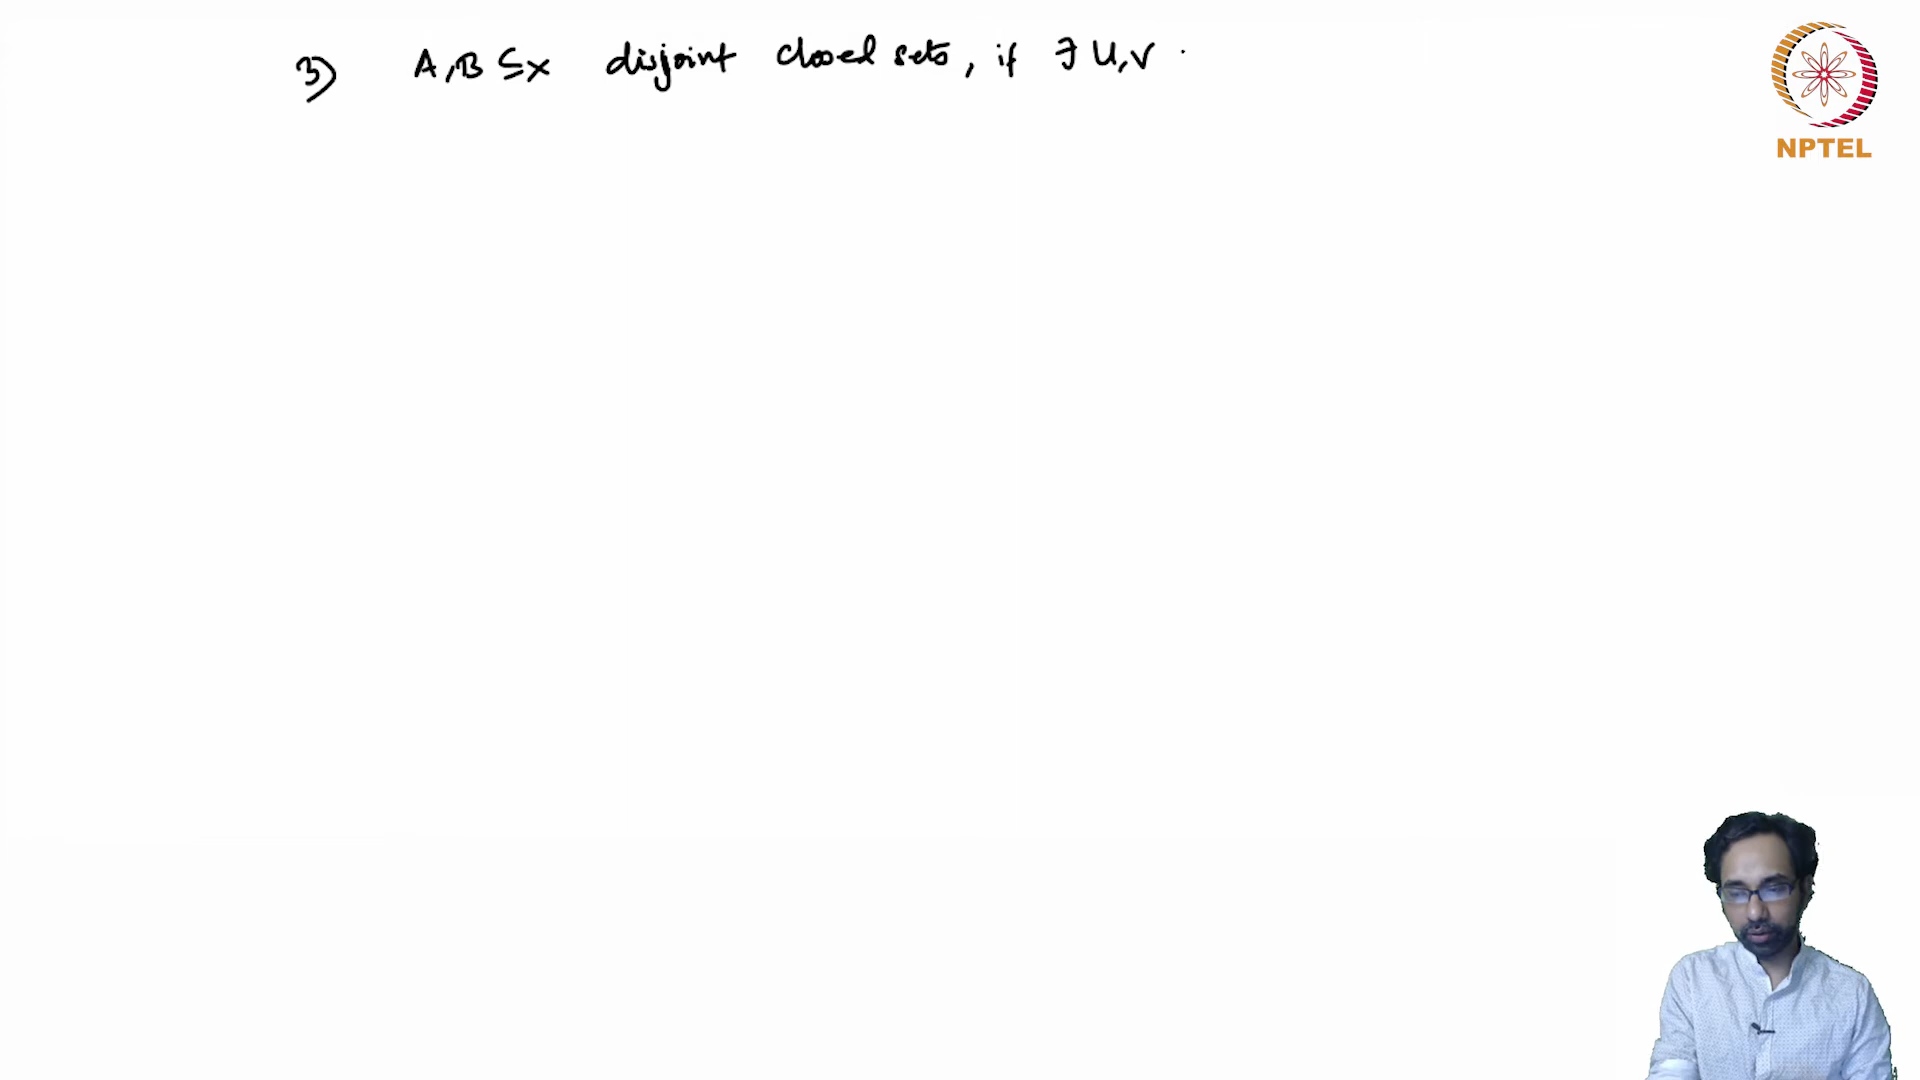 3) A,B ⊆ X disjoint closed sets, if ∃ U,V
NPTEL